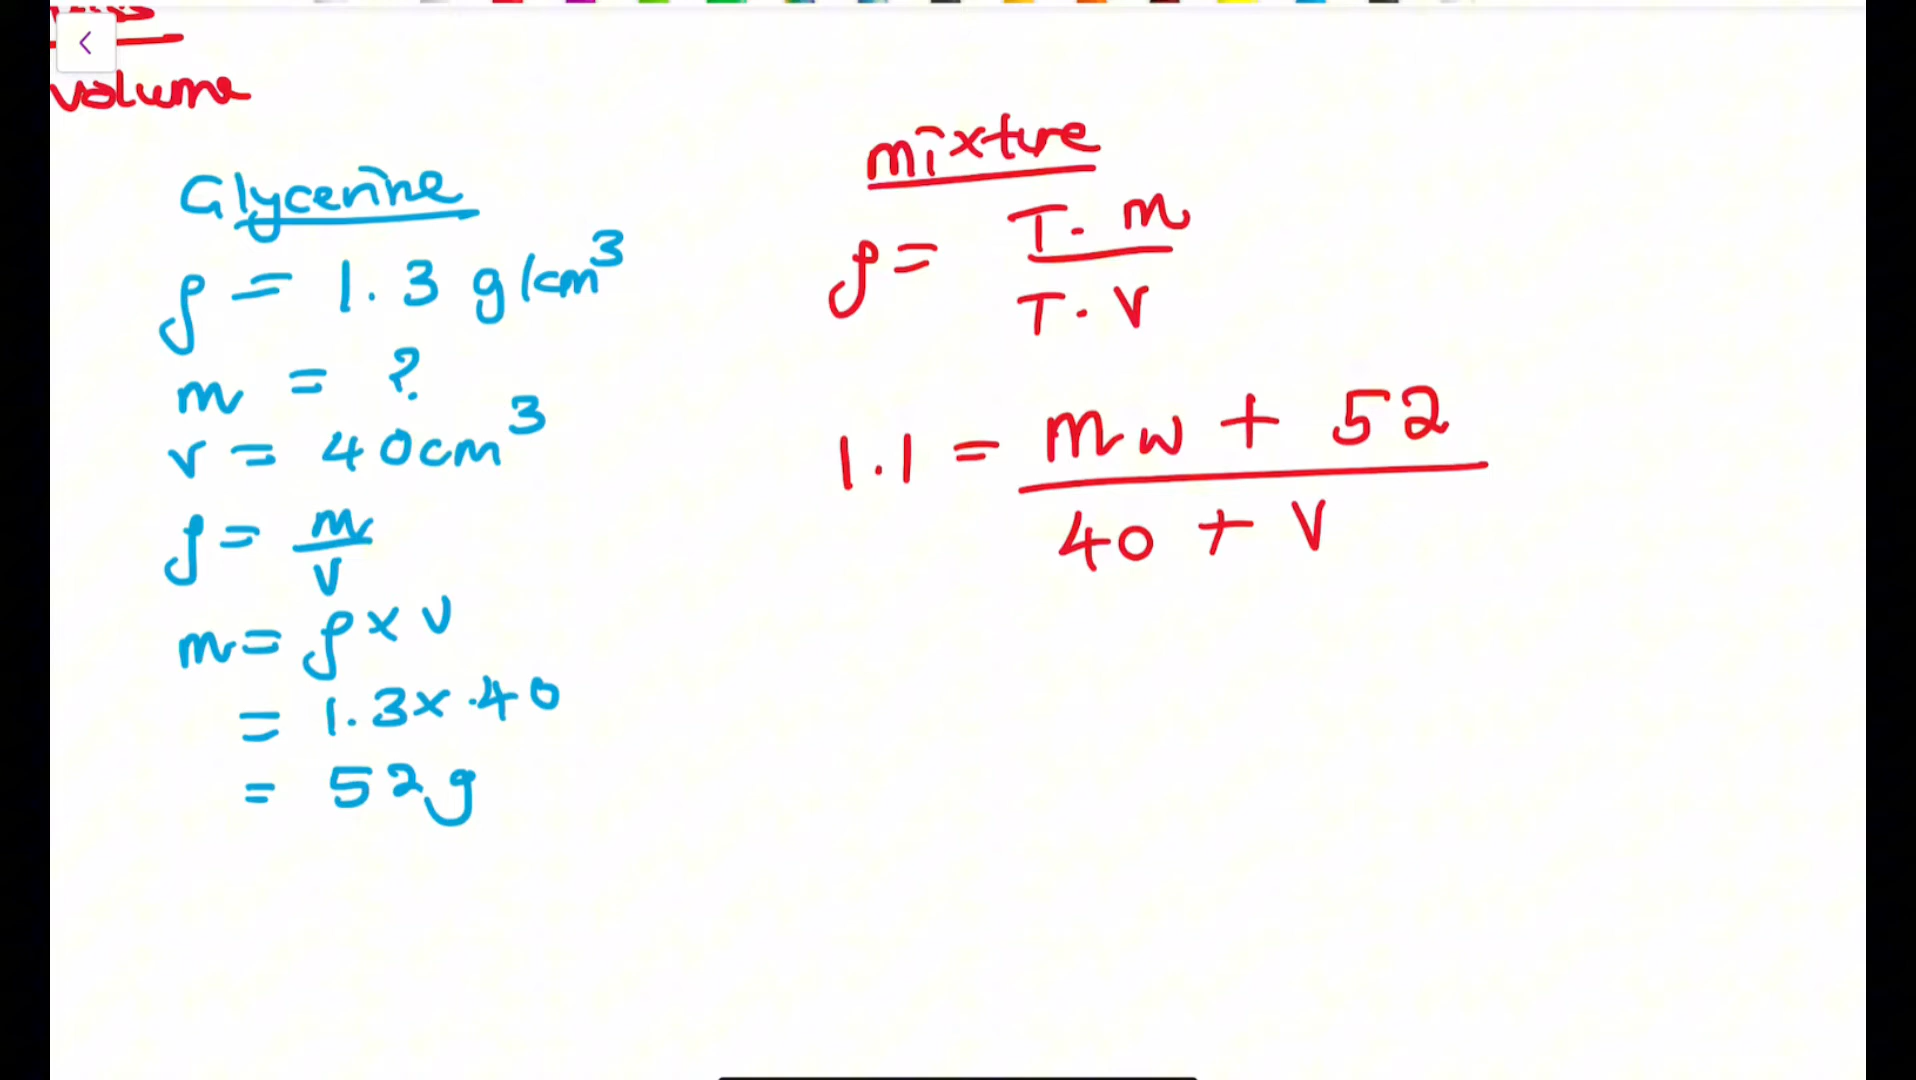 volume
Glycerine
ρ = 1.3 g/cm³
m = ?
v = 40cm³
ρ = m/v
m = ρ x v
= 1.3 x 40
= 52g
mixture
ρ = T. m / T. V
1.1 = mw + 52 / 40 + V